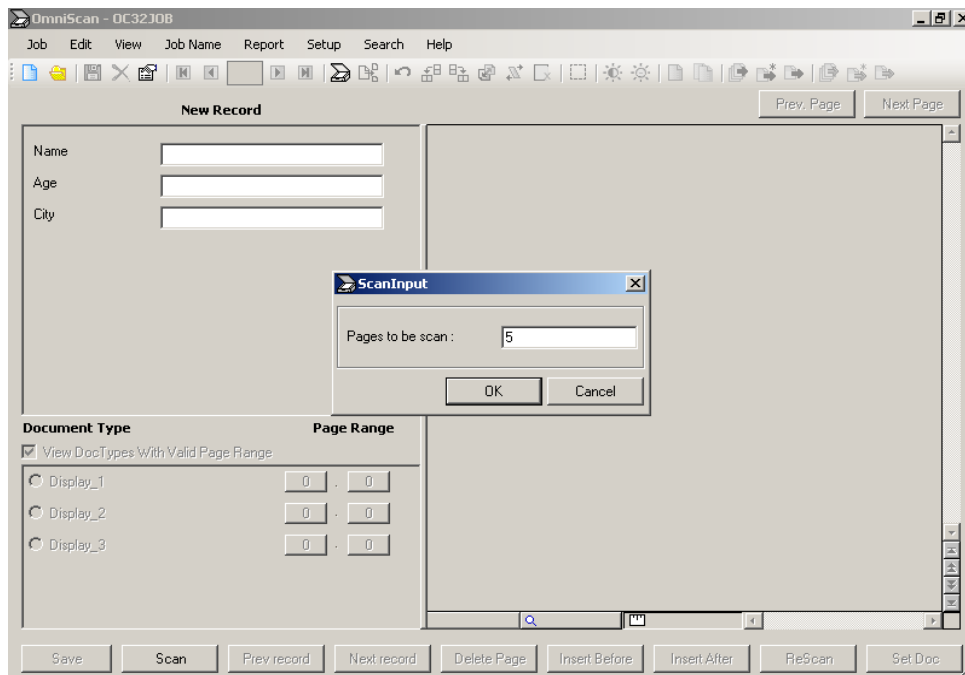 OmniScan - OC32JOB
Job Edit View Job Name Report Setup Search Help
Prev. Page Next Page
New Record
Name
Age
City
ScanInput
Pages to be scan : 5
OK Cancel
Document Type Page Range
View DocTypes With Valid Page Range
Display_1 0 . 0
Display_2 0 . 0
Display_3 0 . 0
Save Scan Prev record Next record Delete Page Insert Before Insert After ReScan Set Doc